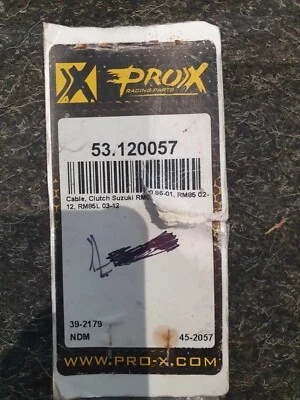 PROX
RACING PARTS
53.120057
Cable, Clutch Suzuki 86-01, RM85 02-
12, RM85L 03-12
39-2179
NDM 45-2057
WWW.PRO-X.COM